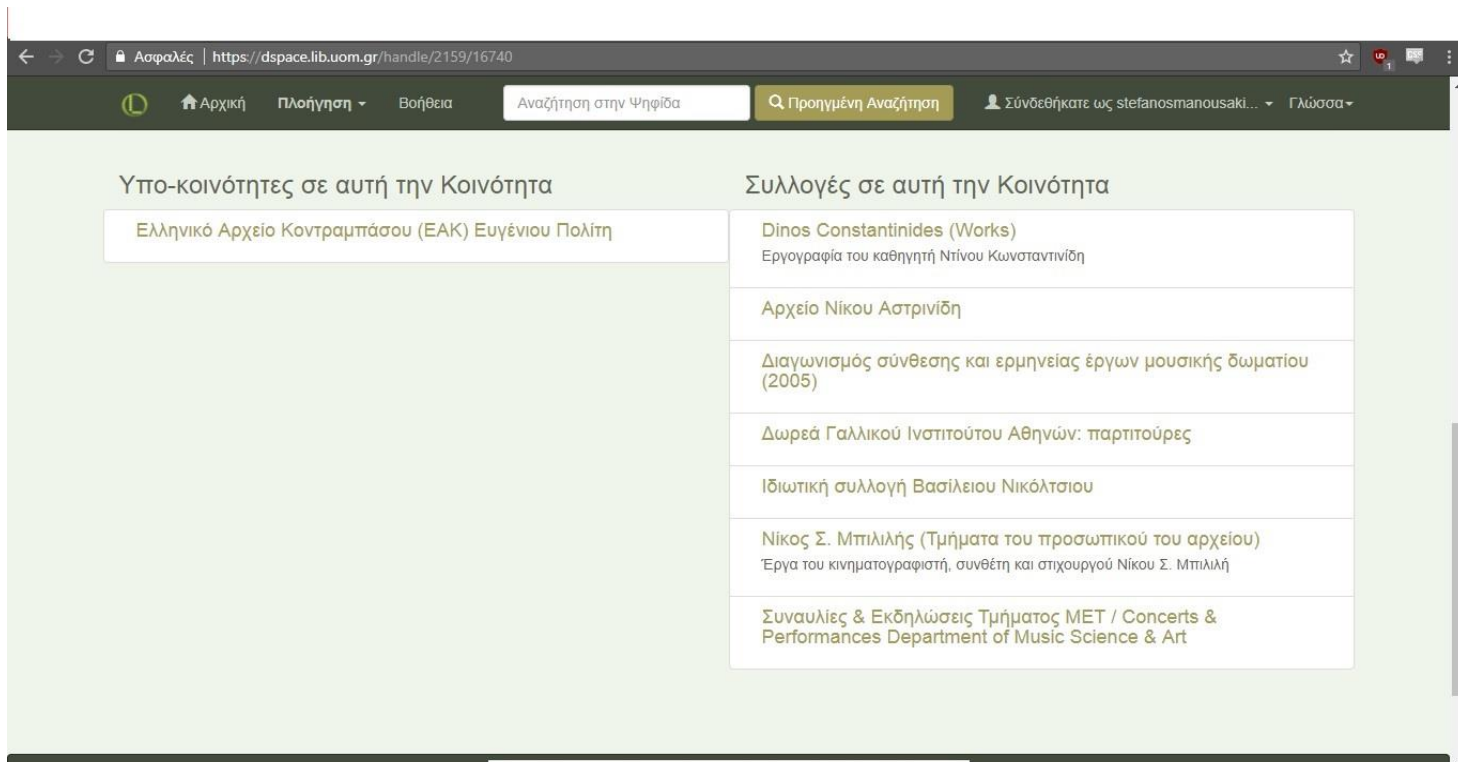 Ασφαλές | https://dspace.lib.uom.gr/handle/2159/16740
Αρχική Πλοήγηση Βοήθεια Αναζήτηση στην Ψηφίδα Προηγμένη Αναζήτηση Σύνδεθήκατε ως stefanosmanousaki... Γλώσσα
Υπο-κοινότητες σε αυτή την Κοινότητα
Ελληνικό Αρχείο Κοντραμπάσου (ΕΑΚ) Ευγένιου Πολίτη
Συλλογές σε αυτή την Κοινότητα
Dinos Constantinides (Works)
Εργογραφία του καθηγητή Ντίνου Κωνσταντινίδη
Αρχείο Νίκου Αστρινίδη
Διαγωνισμός σύνθεσης και ερμηνείας έργων μουσικής δωματίου
(2005)
Δωρεά Γαλλικού Ινστιτούτου Αθηνών: παρτιτούρες
Ιδιωτική συλλογή Βασίλειου Νικόλτσιου
Νίκος Σ. Μπιλιλής (Τμήματα του προσωπικού του αρχείου)
Έργα του κινηματογραφιστή, συνθέτη και στιχουργού Νίκου Σ. Μπιλιλή
Συναυλίες & Εκδηλώσεις Τμήματος ΜΕΤ / Concerts &
Performances Department of Music Science & Art